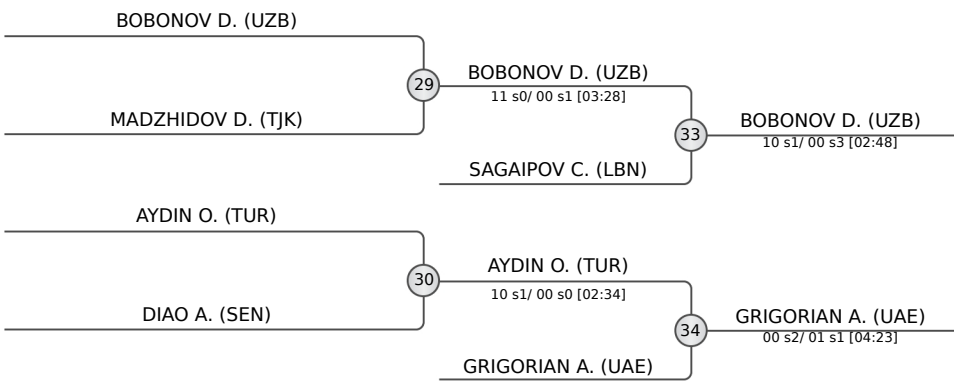 BOBONOV D. (UZB)
29
BOBONOV D. (UZB)
11 s0/ 00 s1 [03:28]
MADZHIDOV D. (TJK)
33
BOBONOV D. (UZB)
10 s1/ 00 s3 [02:48]
SAGAIPOV C. (LBN)
AYDIN O. (TUR)
30
AYDIN O. (TUR)
10 s1/ 00 s0 [02:34]
DIAO A. (SEN)
34
GRIGORIAN A. (UAE)
00 s2/ 01 s1 [04:23]
GRIGORIAN A. (UAE)